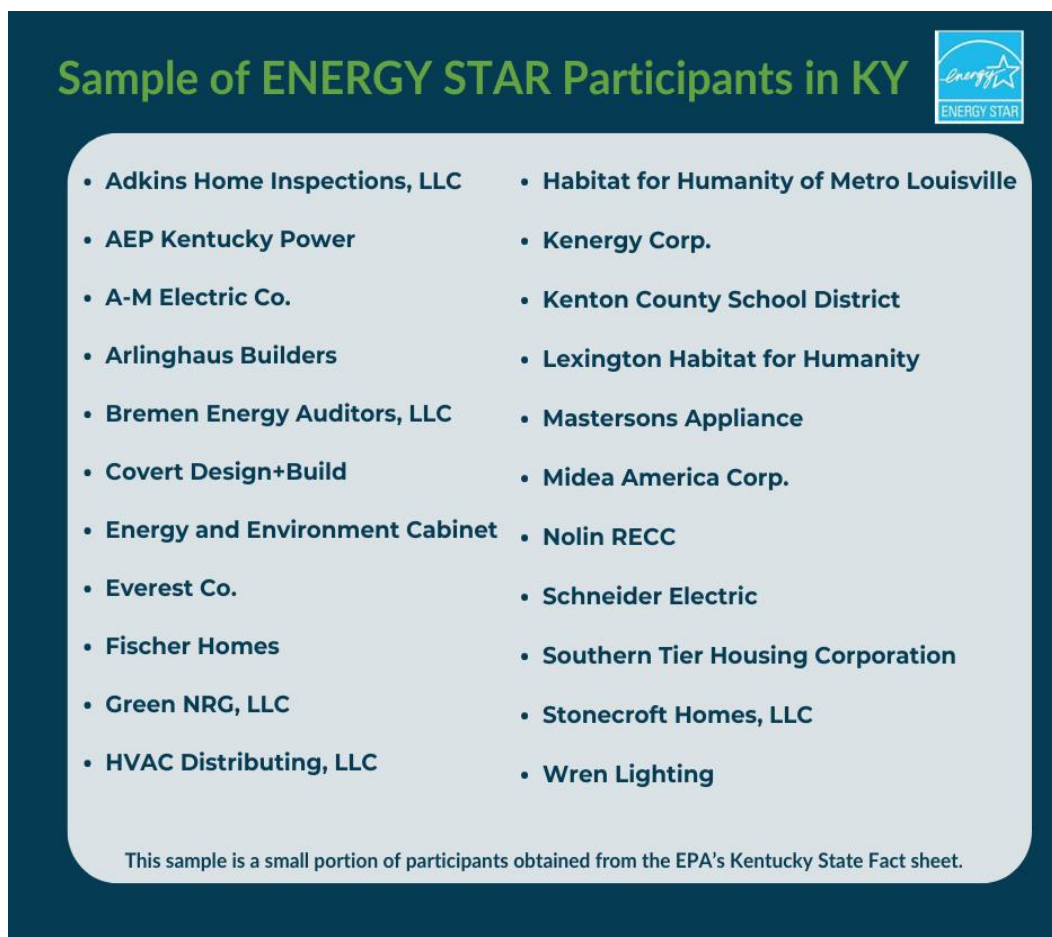 Sample of ENERGY STAR Participants in KY
energy
ENERGY STAR
• Adkins Home Inspections, LLC
• AEP Kentucky Power
• A-M Electric Co.
• Arlinghaus Builders
• Bremen Energy Auditors, LLC
• Covert Design+Build
• Energy and Environment Cabinet
• Everest Co.
• Fischer Homes
• Green NRG, LLC
• HVAC Distributing, LLC
• Habitat for Humanity of Metro Louisville
• Kenergy Corp.
• Kenton County School District
• Lexington Habitat for Humanity
• Mastersons Appliance
• Midea America Corp.
• Nolin RECC
• Schneider Electric
• Southern Tier Housing Corporation
• Stonecroft Homes, LLC
• Wren Lighting
This sample is a small portion of participants obtained from the EPA's Kentucky State Fact sheet.